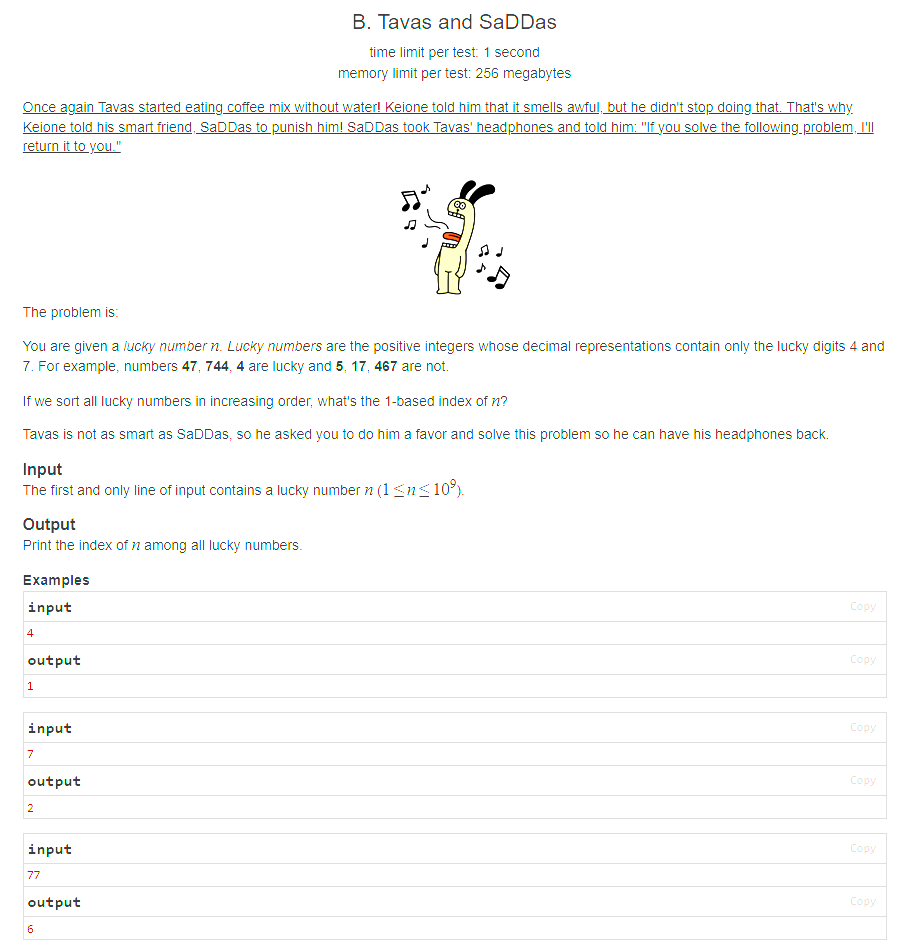 B. Tavas and SaDDas
time limit per test: 1 second
memory limit per test: 256 megabytes
Once again Tavas started eating coffee mix without water! Keione told him that it smells awful, but he didn't stop doing that. That's why
Keione told his smart friend, SaDDas to punish him! SaDDas took Tavas' headphones and told him: "If you solve the following problem, I'll
return it to you."
The problem is:
You are given a lucky number n. Lucky numbers are the positive integers whose decimal representations contain only the lucky digits 4 and
7. For example, numbers 47, 744, 4 are lucky and 5, 17, 467 are not.
If we sort all lucky numbers in increasing order, what's the 1-based index of n?
Tavas is not as smart as SaDDas, so he asked you to do him a favor and solve this problem so he can have his headphones back.
Input
The first and only line of input contains a lucky number n (1 ≤ n ≤ 10⁹).
Output
Print the index of n among all lucky numbers.
Examples
input Copy
4
output Copy
1
input Copy
7
output Copy
2
input Copy
77
output Copy
6